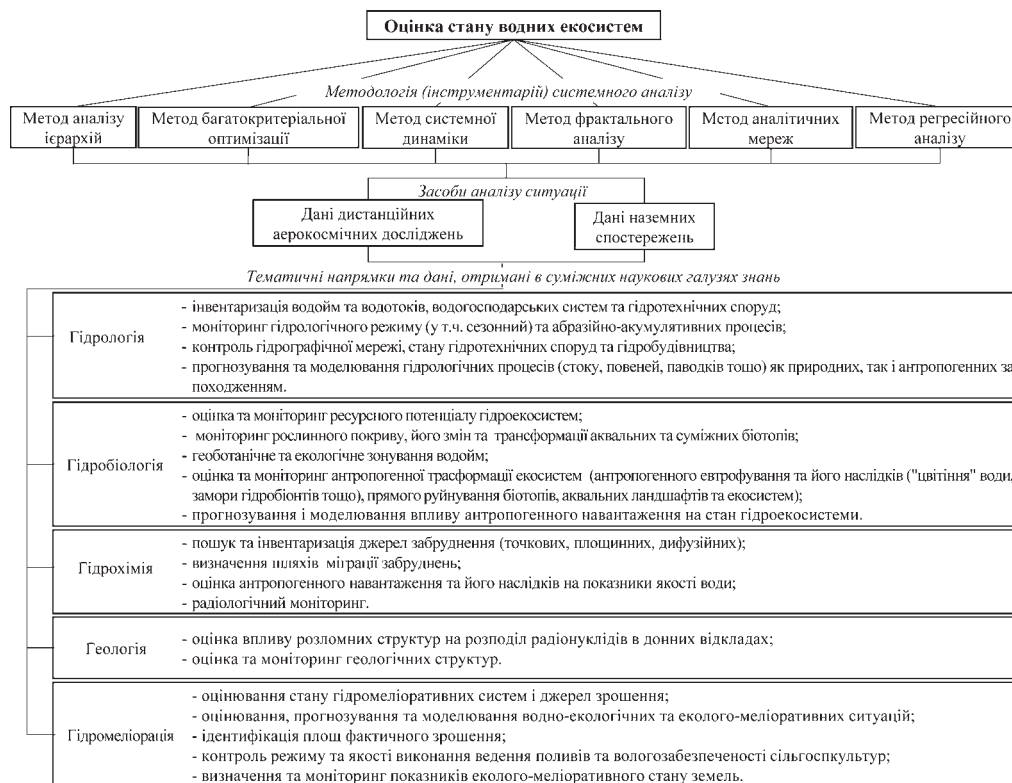 Оцінка стану водних екосистем
Методологія (інструментарій) системного аналізу
Метод аналізу
ієрархій
Метод багатокритеріальної
оптимізації
Метод системної
динаміки
Метод фрактального
аналізу
Мстод аналітичних
мереж
Метод регресійного
аналізу
Засоби аналізу ситуації
Дані дистанційних
аерокосмічних досліджень
Дані наземних
спостережень
Тематичні напрямки та дані, отримані в суміжних наукових галузях знань
Гідрологія
- інвентаризація водойм та водотоків, водогосподарських систем та гідротехнічних споруд;
- моніторинг гідрологічного режиму (у т.ч. сезонний) та абразійно-акумулятивних процесів;
- контроль гідрографічної мережі, стану гідротехнічних споруд та гідробудівництва;
- прогнозування та моделювання гідрологічних процесів (стоку, повеней, паводків тощо) як природних, так і антропогенних за
походженням.
Гідробіологія
- оцінка та моніторинг ресурсного потенціалу гідроекосистем;
- моніторинг рослинного покриву, його змін та трансформації аквальних та суміжних біотопів;
- геоботанічне та екологічне зонування водойм;
- оцінка та моніторинг антропогенної трасформації екосистем (антропогенного евтрофування та його наслідків ("цвітіння" води,
замори гідробіонтів тощо), прямого руйнування біотопів, аквальних ландшафтів та екосистем);
- прогнозування і моделювання впливу антропогенного навантаження на стан гідроекосистеми.
Гідрохімія
- пошук та інвентаризація джерел забруднення (точкових, площинних, дифузійних);
- визначення шляхів міграції забруднень;
- оцінка антропогенного навантаження та його наслідків на показники якості води;
- радіологічний моніторинг.
Геологія
- оцінка впливу розломних структур на розподіл радіонуклідів в донних відкладах;
- оцінка та моніторинг геологічних структур.
Гідромеліорація
- оцінювання стану гідромеліоративних систем і джерел зрошення;
- оцінювання, прогнозування та моделювання водно-екологічних та еколого-меліоративних ситуацій;
- ідентифікація площ фактичного зрошення;
- контроль режиму та якості виконання ведення поливів та вологозабезпеченості сільгоспкультур;
- визначення та моніторинг показників еколого-меліоративного стану земель.